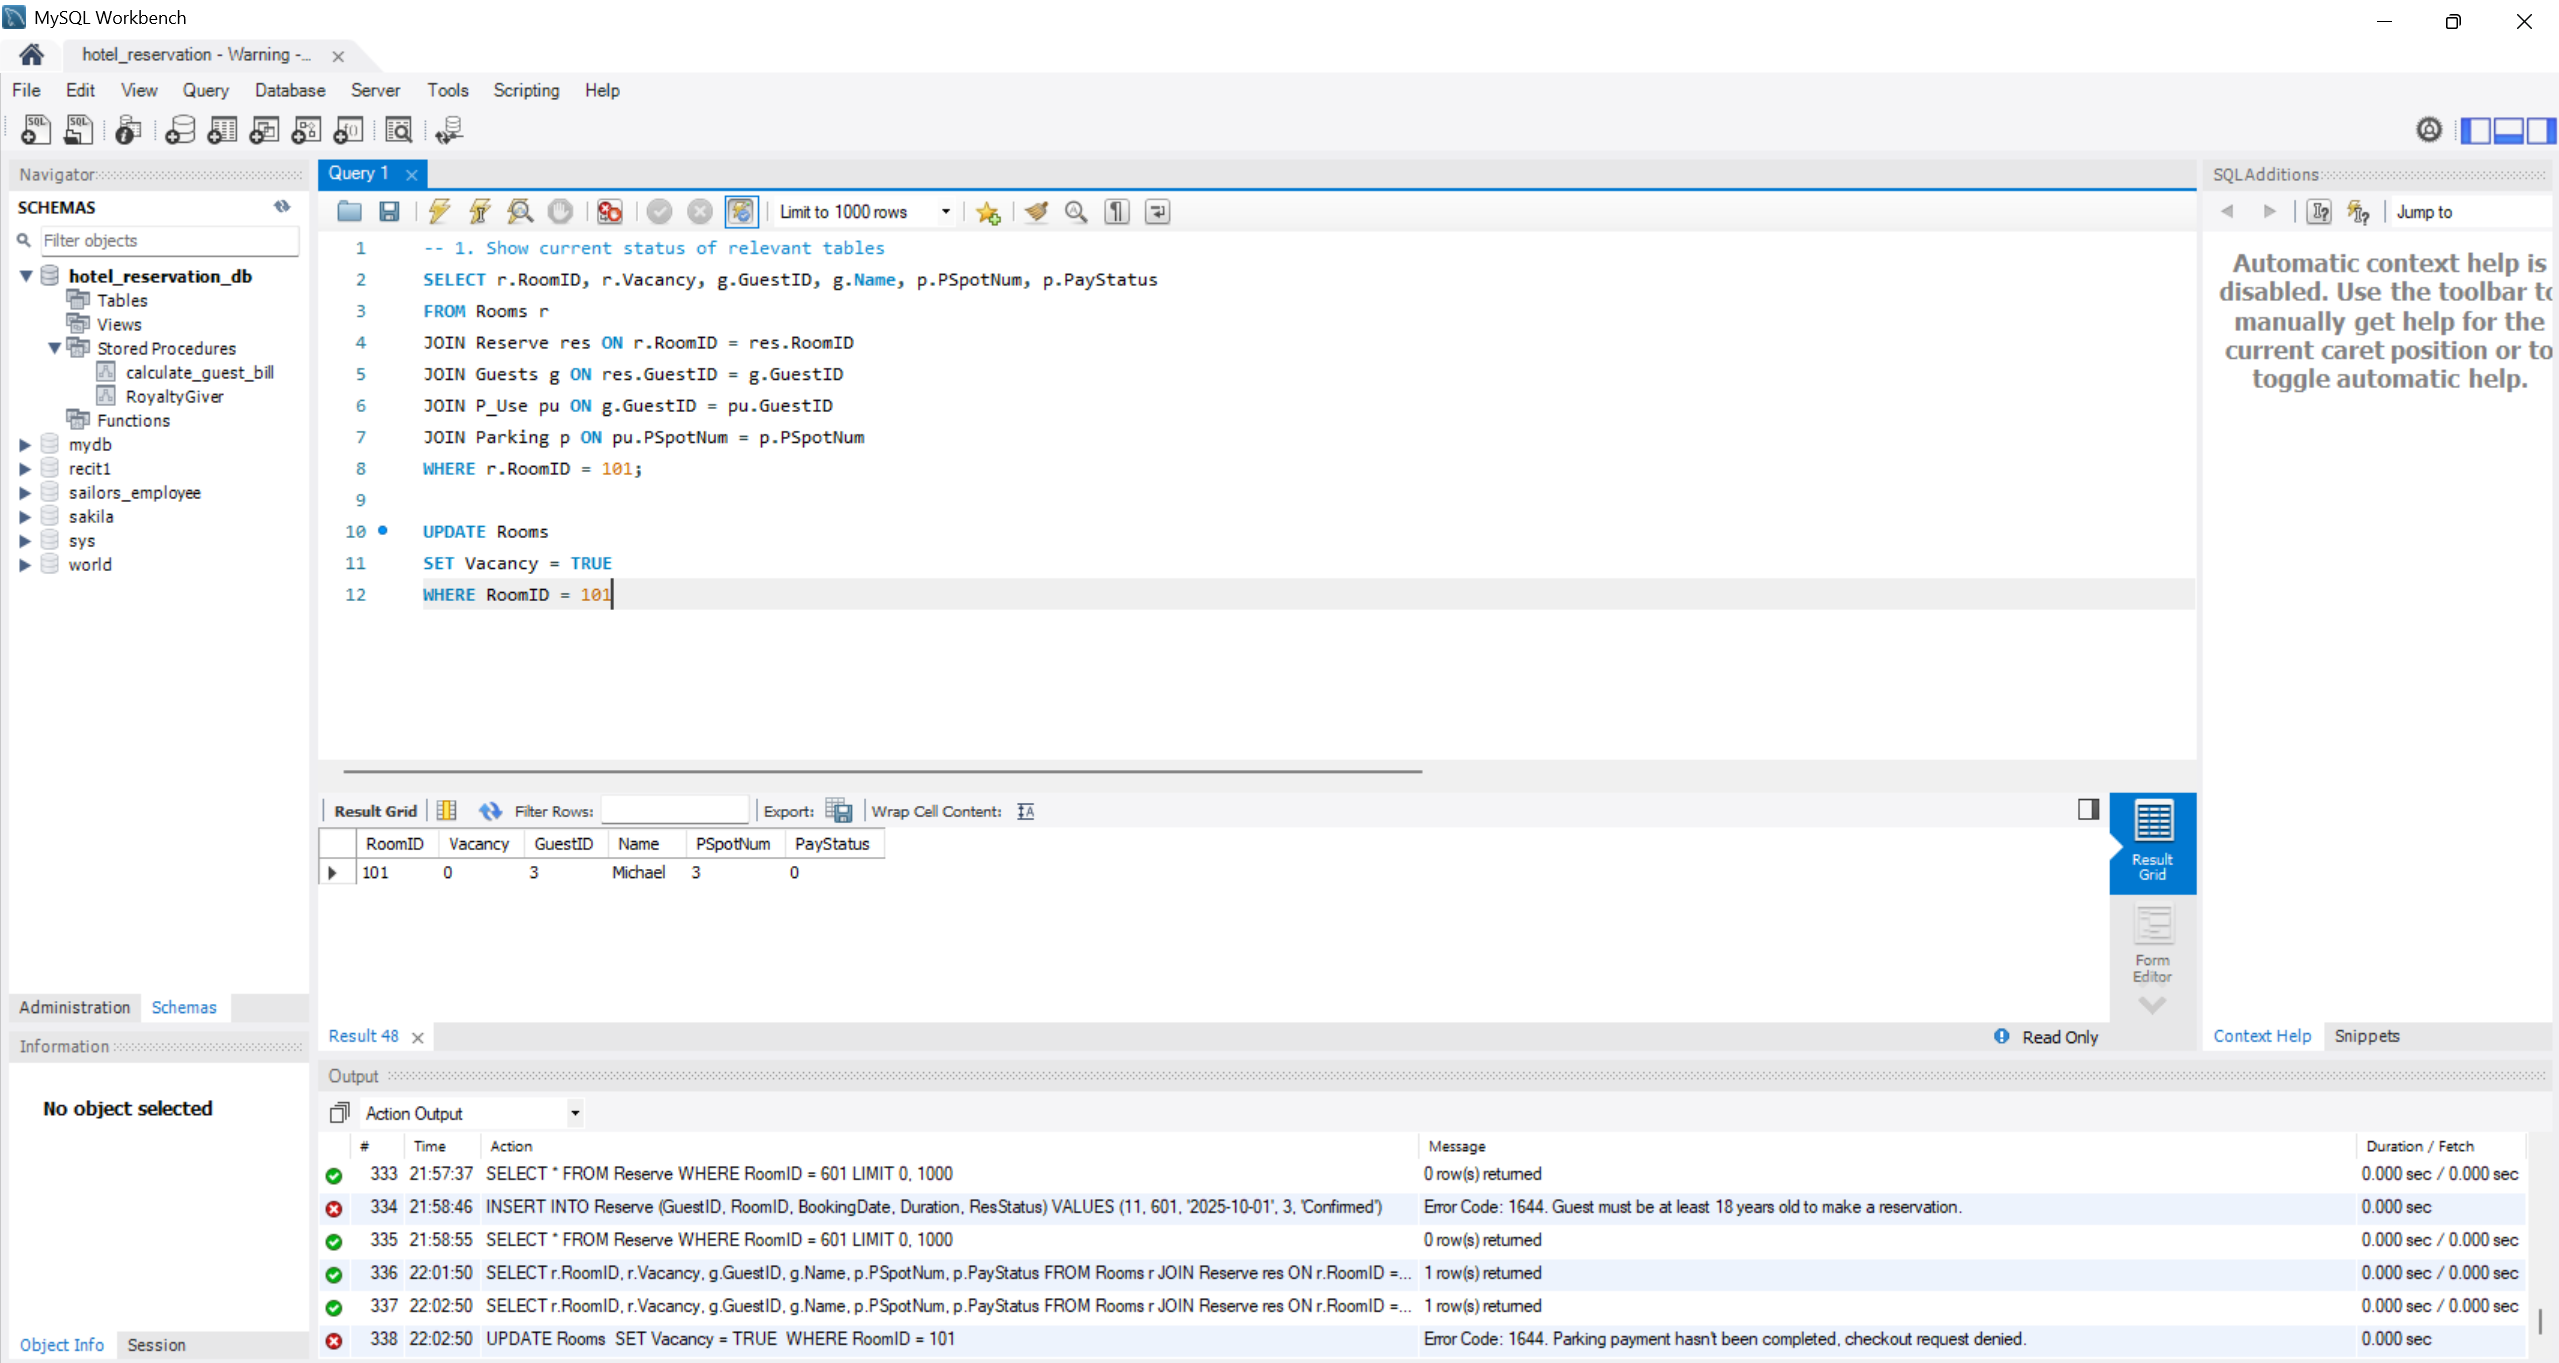 MySQL Workbench
hotel_reservation - Warning -...
File Edit View Query Database Server Tools Scripting Help
Navigator
SCHEMAS
Filter objects
hotel_reservation_db
Tables
Views
Stored Procedures
calculate_guest_bill
RoyaltyGiver
Functions
mydb
recit1
sailors_employee
sakila
sys
world
Administration Schemas
Information
No object selected
Object Info Session
Query 1
Limit to 1000 rows
1 -- 1. Show current status of relevant tables
2 SELECT r.RoomID, r.Vacancy, g.GuestID, g.Name, p.PSpotNum, p.PayStatus
3 FROM Rooms r
4 JOIN Reserve res ON r.RoomID = res.RoomID
5 JOIN Guests g ON res.GuestID = g.GuestID
6 JOIN P_Use pu ON g.GuestID = pu.GuestID
7 JOIN Parking p ON pu.PSpotNum = p.PSpotNum
8 WHERE r.RoomID = 101;
9
10 UPDATE Rooms
11 SET Vacancy = TRUE
12 WHERE RoomID = 101
Result Grid Filter Rows: Export: Wrap Cell Content:
RoomID Vacancy GuestID Name PSpotNum PayStatus
101 0 3 Michael 3 0
Result Grid
Form Editor
Result 48
Read Only
SQLAdditions
Jump to
Automatic context help is
disabled. Use the toolbar to
manually get help for the
current caret position or to
toggle automatic help.
Context Help Snippets
Output
Action Output
# Time Action Message Duration / Fetch
333 21:57:37 SELECT * FROM Reserve WHERE RoomID = 601 LIMIT 0, 1000 0 row(s) returned 0.000 sec / 0.000 sec
334 21:58:46 INSERT INTO Reserve (GuestID, RoomID, BookingDate, Duration, ResStatus) VALUES (11, 601, '2025-10-01', 3, 'Confirmed') Error Code: 1644. Guest must be at least 18 years old to make a reservation. 0.000 sec
335 21:58:55 SELECT * FROM Reserve WHERE RoomID = 601 LIMIT 0, 1000 0 row(s) returned 0.000 sec / 0.000 sec
336 22:01:50 SELECT r.RoomID, r.Vacancy, g.GuestID, g.Name, p.PSpotNum, p.PayStatus FROM Rooms r JOIN Reserve res ON r.RoomID =... 1 row(s) returned 0.000 sec / 0.000 sec
337 22:02:50 SELECT r.RoomID, r.Vacancy, g.GuestID, g.Name, p.PSpotNum, p.PayStatus FROM Rooms r JOIN Reserve res ON r.RoomID =... 1 row(s) returned 0.000 sec / 0.000 sec
338 22:02:50 UPDATE Rooms SET Vacancy = TRUE WHERE RoomID = 101 Error Code: 1644. Parking payment hasn't been completed, checkout request denied. 0.000 sec